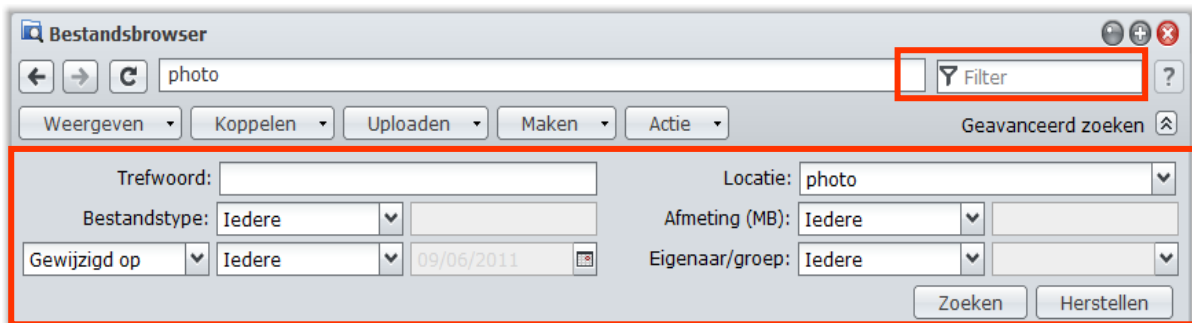 Bestandsbrowser
photo Filter ?
Weergeven Koppelen Uploaden Maken Actie Geavanceerd zoeken
Trefwoord: Locatie: photo
Bestandstype: Iedere Afmeting (MB): Iedere
Gewijzigd op Iedere 09/06/2011 Eigenaar/groep: Iedere
Zoeken Herstellen